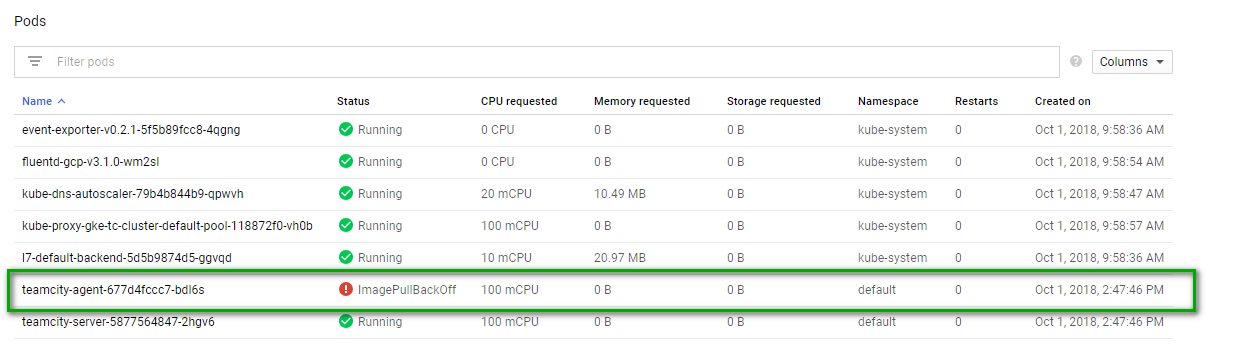 Pods
Filter pods
Columns
Name Status CPU requested Memory requested Storage requested Namespace Restarts Created on
event-exporter-v0.2.1-5f5b89fcc8-4qgng Running 0 CPU 0 B 0 B kube-system 0 Oct 1, 2018, 9:58:36 AM
fluentd-gcp-v3.1.0-wm2sl Running 0 CPU 0 B 0 B kube-system 0 Oct 1, 2018, 9:58:54 AM
kube-dns-autoscaler-79b4b844b9-qpwvh Running 20 mCPU 10.49 MB 0 B kube-system 0 Oct 1, 2018, 9:58:47 AM
kube-proxy-gke-tc-cluster-default-pool-118872f0-vh0b Running 100 mCPU 0 B 0 B kube-system 0 Oct 1, 2018, 9:58:57 AM
l7-default-backend-5d5b9874d5-ggvqd Running 10 mCPU 20.97 MB 0 B kube-system 0 Oct 1, 2018, 9:58:36 AM
teamcity-agent-677d4fccc7-bdl6s ImagePullBackOff 100 mCPU 0 B 0 B default 0 Oct 1, 2018, 2:47:46 PM
teamcity-server-5877564847-2hgv6 Running 100 mCPU 0 B 0 B default 0 Oct 1, 2018, 2:47:46 PM